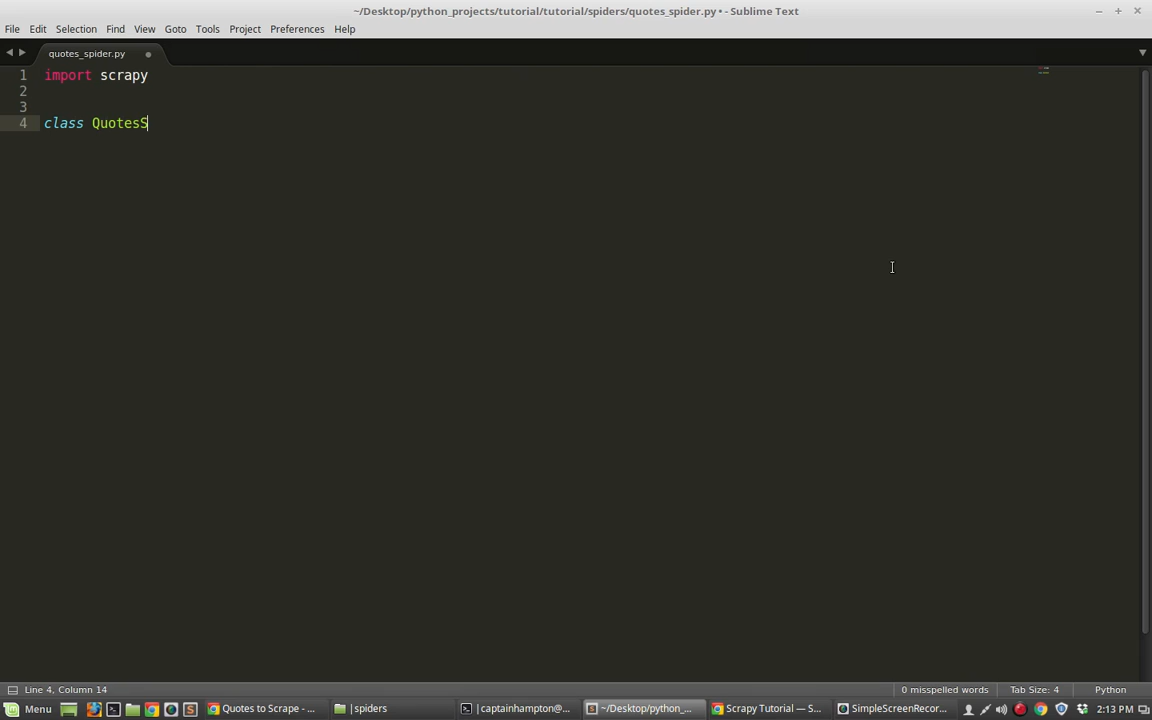 ~/Desktop/python_projects/tutorial/tutorial/spiders/quotes_spider.py • - Sublime Text
File Edit Selection Find View Goto Tools Project Preferences Help
quotes_spider.py
1 import scrapy
2
3
4 class QuotesS
Line 4, Column 14 0 misspelled words Tab Size: 4 Python
Menu Quotes to Scrape - ... |spiders |captainhampton@... ~/Desktop/python_... Scrapy Tutorial — S... SimpleScreenRecor... 2:13 PM